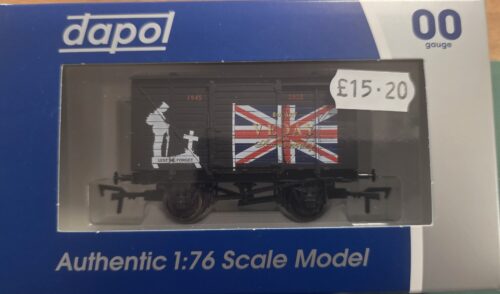 dapol
00
gauge
£15·20
1945
LEST WE FORGET
Authentic 1:76 Scale Model